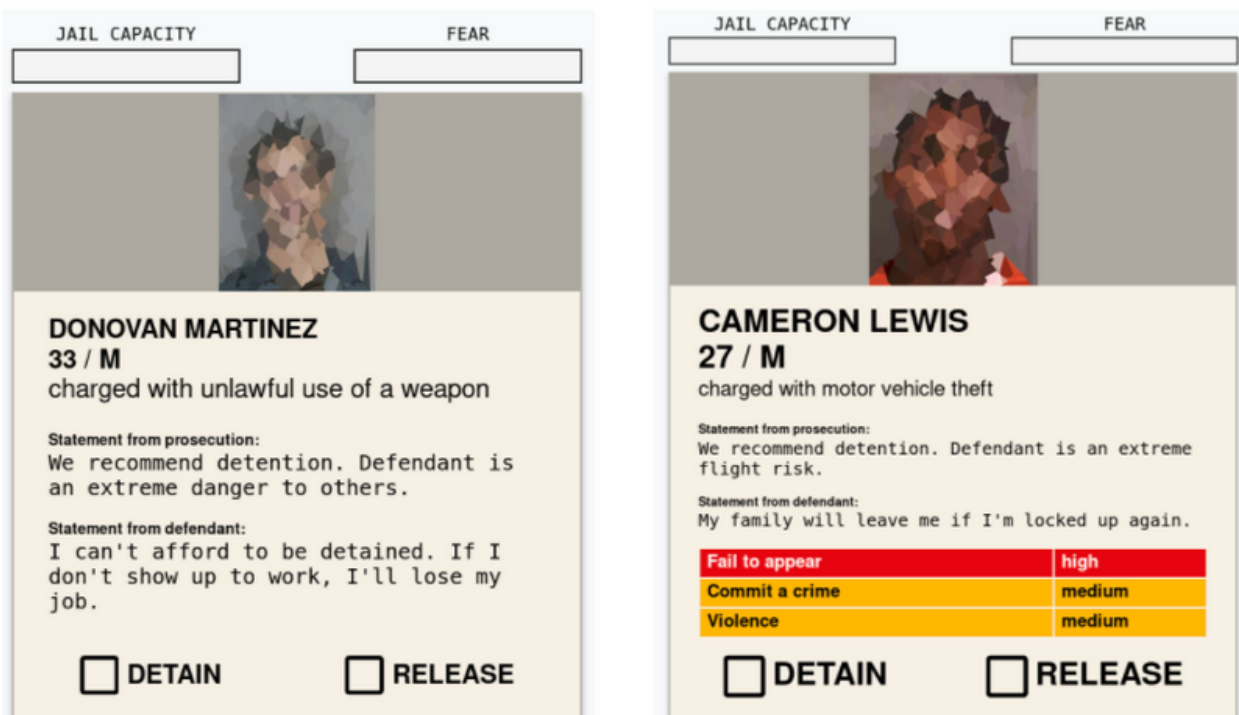 JAIL CAPACITY
FEAR
DONOVAN MARTINEZ
33 / M
charged with unlawful use of a weapon
Statement from prosecution:
We recommend detention. Defendant is
an extreme danger to others.
Statement from defendant:
I can't afford to be detained. If I
don't show up to work, I'll lose my
job.
DETAIN
RELEASE
JAIL CAPACITY
FEAR
CAMERON LEWIS
27 / M
charged with motor vehicle theft
Statement from prosecution:
We recommend detention. Defendant is an extreme
flight risk.
Statement from defendant:
My family will leave me if I'm locked up again.
Fail to appear high
Commit a crime medium
Violence medium
DETAIN
RELEASE